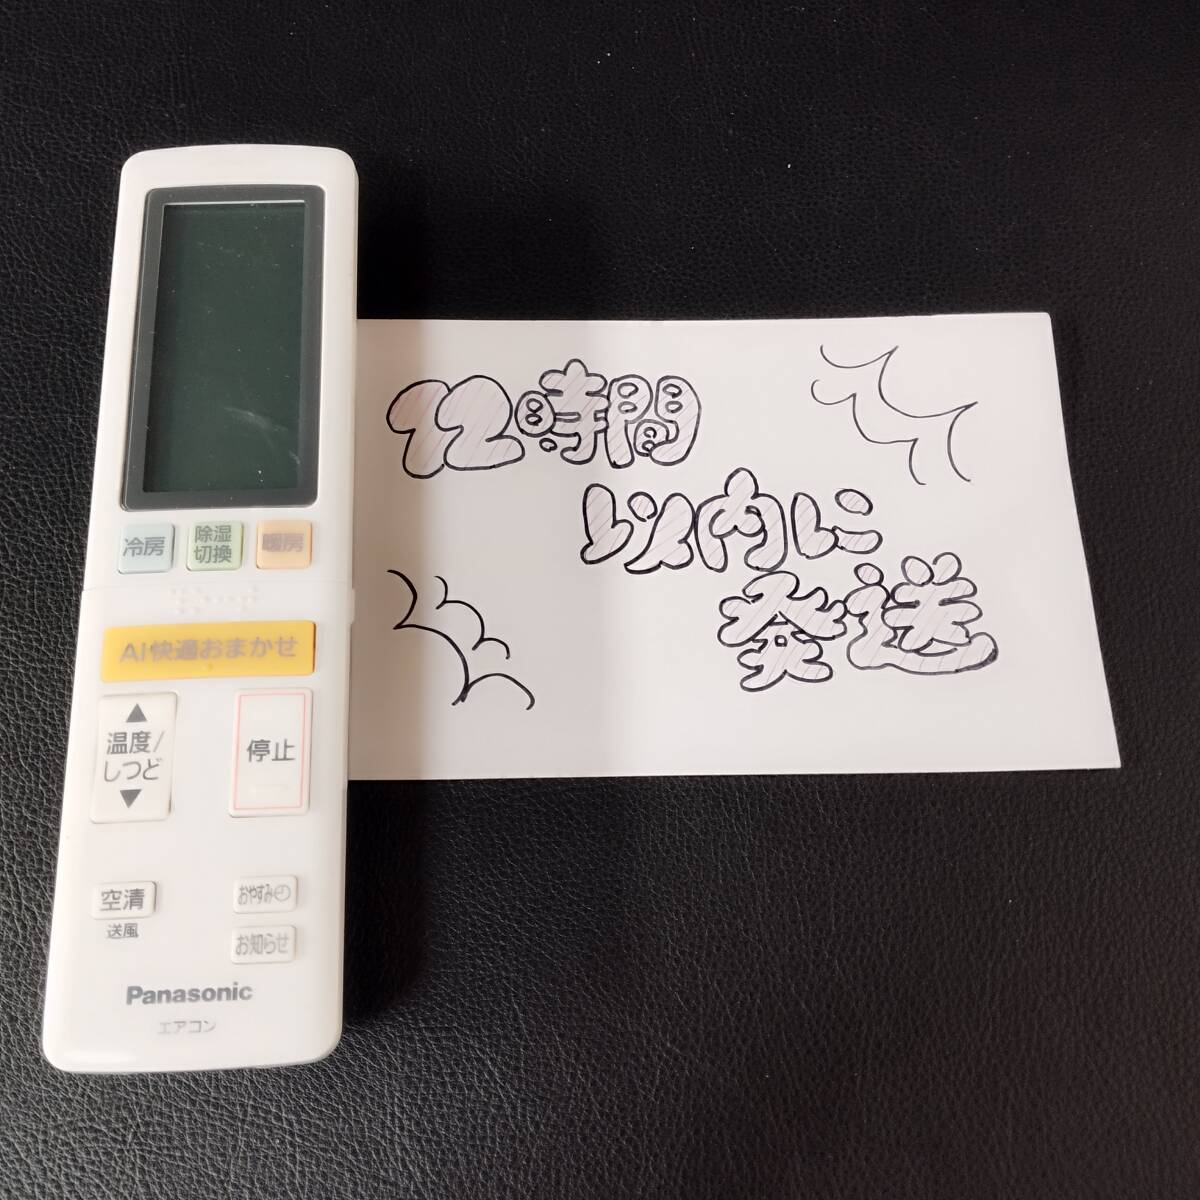 冷房
除湿
切換
暖房
AI快適おまかせ
▲
温度/
しつど
▼
停止
空清
送風
おやすみ
お知らせ
Panasonic
エアコン
12時間
以内に
発送